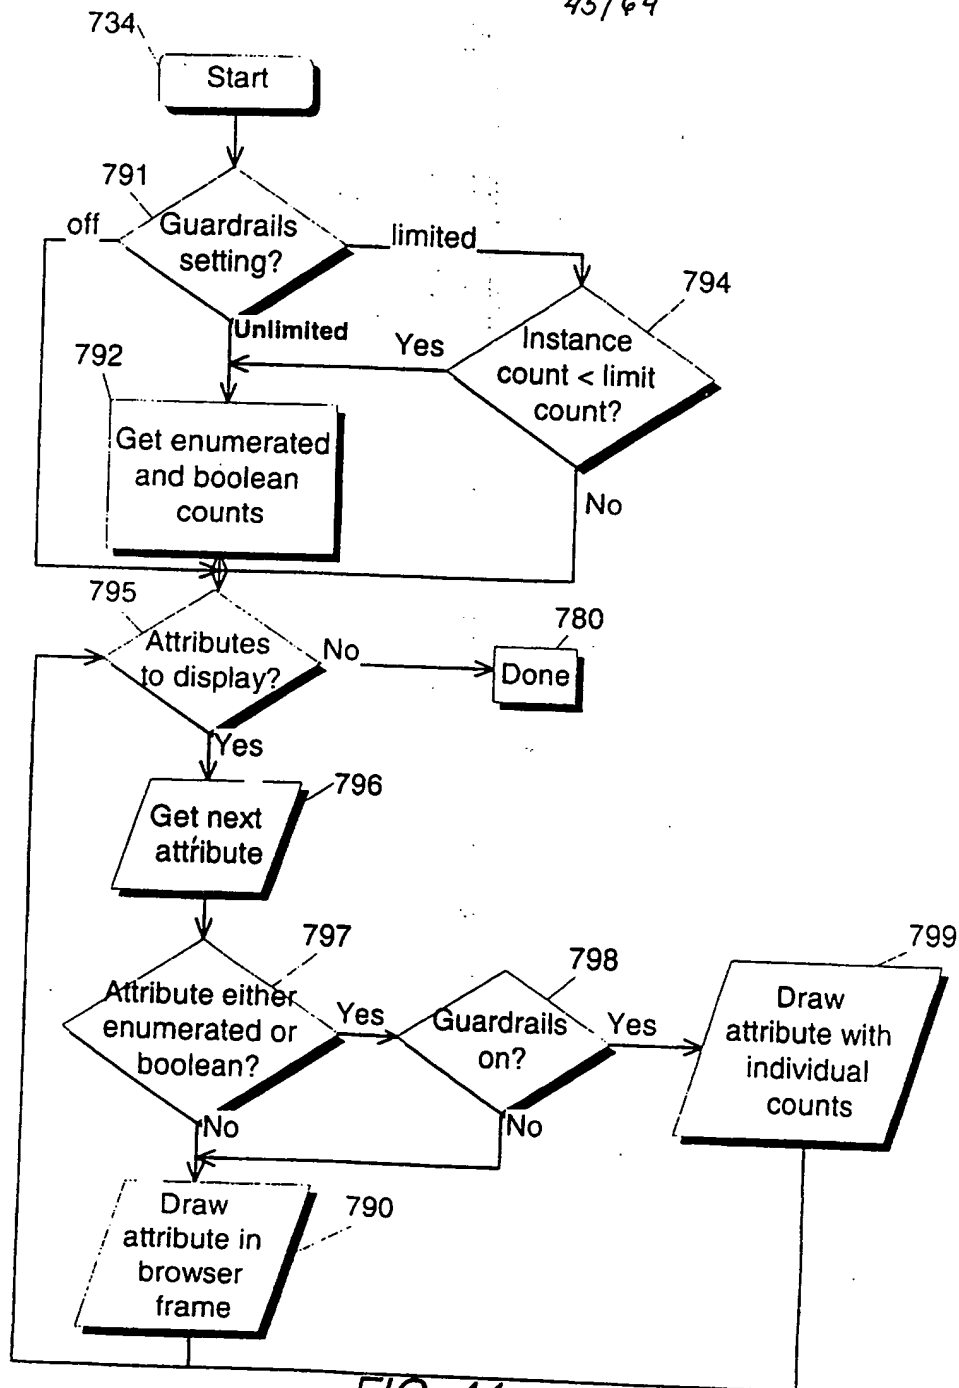 45/64
734
Start
791
off
Guardrails
setting?
limited
794
Unlimited
Yes
Instance
count < limit
count?
792
Get enumerated
and boolean
counts
No
795
Attributes
to display?
No
780
Done
Yes
796
Get next
attribute
797
Attribute either
enumerated or
boolean?
Yes
798
Guardrails
on?
Yes
799
Draw
attribute with
individual
counts
No
No
790
Draw
attribute in
browser
frame